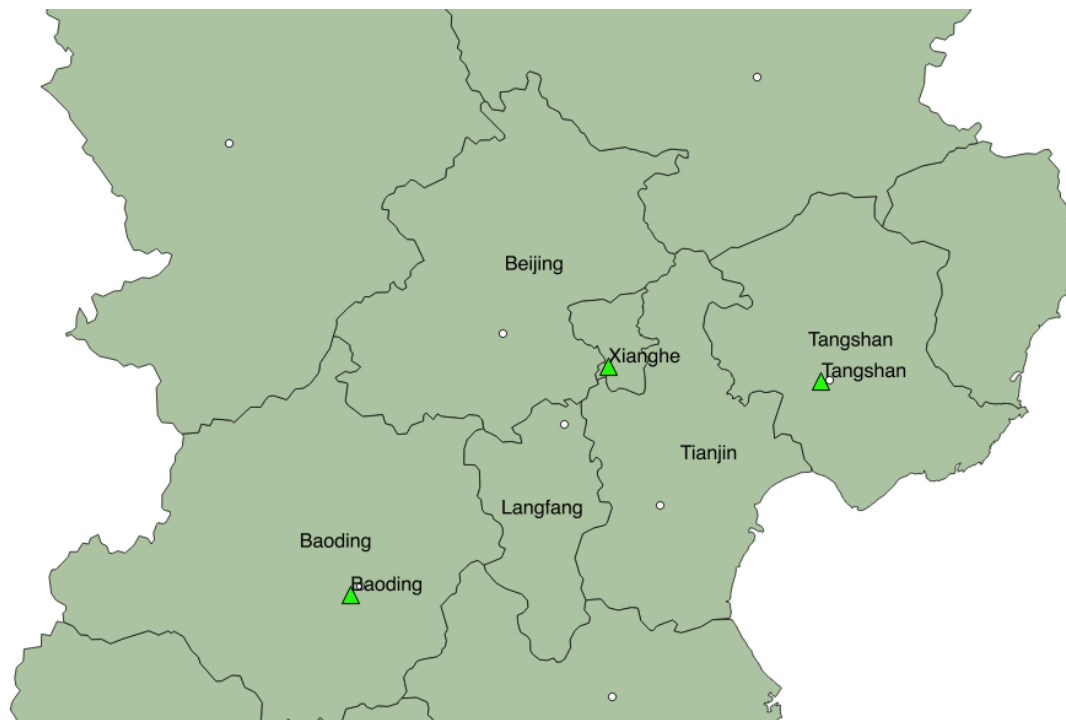 Beijing
Tangshan
Xianghe
Tangshan
Tianjin
Langfang
Baoding
Baoding